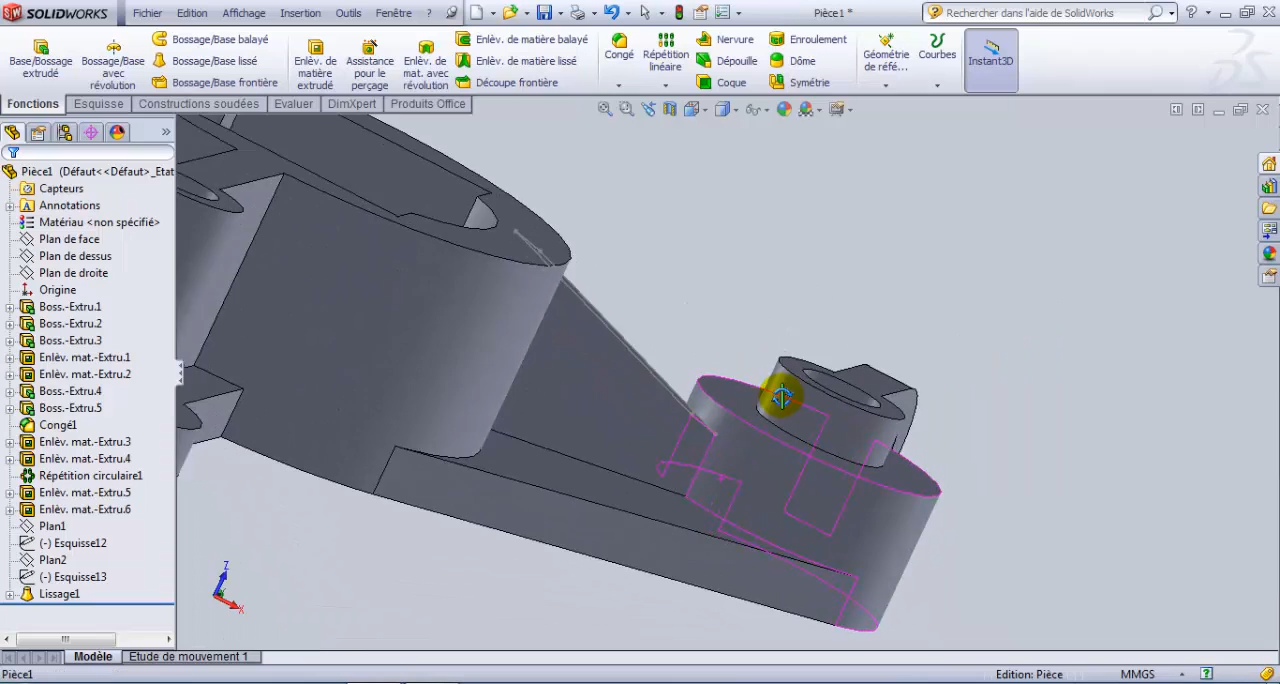 SOLIDWORKS Fichier Edition Affichage Insertion Outils Fenêtre ? Pièce1 * Rechercher dans l'aide de SolidWorks
Base/Bossage extrudé
Bossage/Base avec révolution
Bossage/Base balayé
Bossage/Base lissé
Bossage/Base frontière
Enlèv. de matière extrudé
Assistance pour le perçage
Enlèv. de mat. avec révolution
Enlèv. de matière balayé
Enlèv. de matière lissé
Découpe frontière
Congé
Répétition linéaire
Nervure
Dépouille
Coque
Enroulement
Dôme
Symétrie
Géométrie de réfé...
Courbes
Instant3D
Fonctions Esquisse Constructions soudées Evaluer DimXpert Produits Office
Pièce1 (Défaut<<Défaut>_Etat
Capteurs
Annotations
Matériau <non spécifié>
Plan de face
Plan de dessus
Plan de droite
Origine
Boss.-Extru.1
Boss.-Extru.2
Boss.-Extru.3
Enlèv. mat.-Extru.1
Enlèv. mat.-Extru.2
Boss.-Extru.4
Boss.-Extru.5
Congé1
Enlèv. mat.-Extru.3
Enlèv. mat.-Extru.4
Répétition circulaire1
Enlèv. mat.-Extru.5
Enlèv. mat.-Extru.6
Plan1
(-) Esquisse12
Plan2
(-) Esquisse13
Lissage1
Z
X
Modèle Etude de mouvement 1
Pièce1 Edition: Pièce MMGS